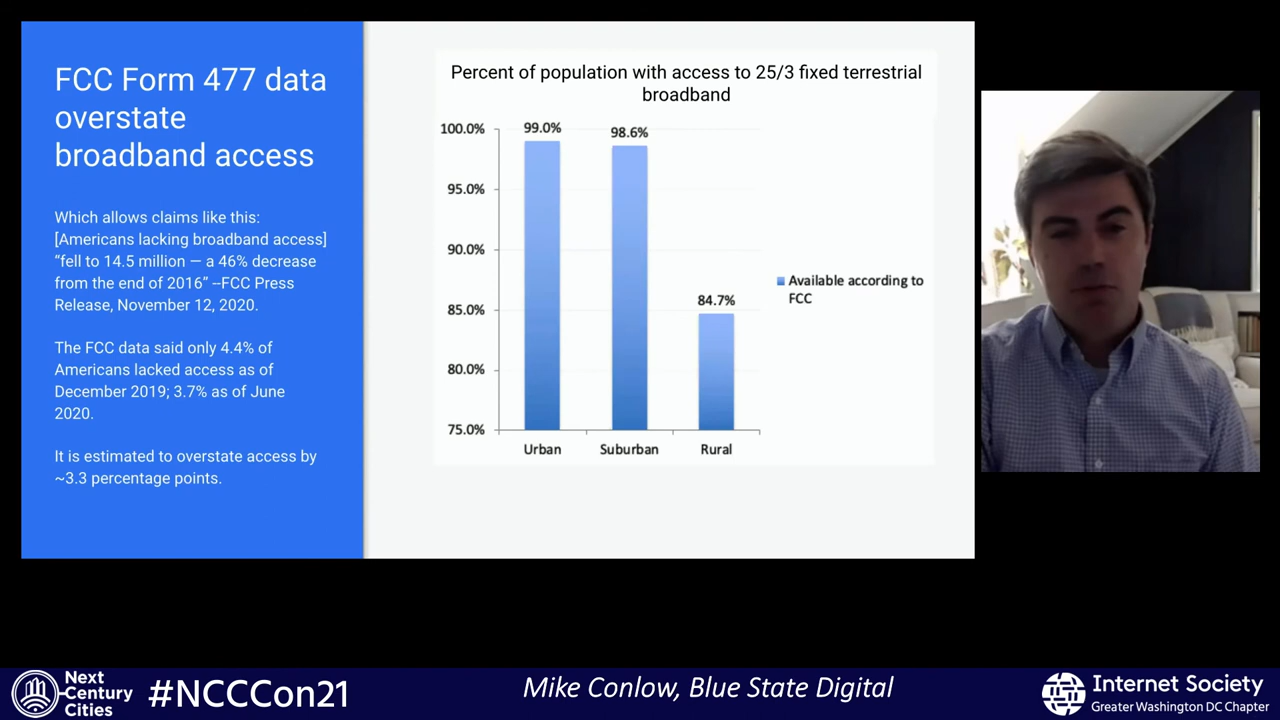 FCC Form 477 data
overstate
broadband access
Which allows claims like this:
[Americans lacking broadband access]
“fell to 14.5 million — a 46% decrease
from the end of 2016” --FCC Press
Release, November 12, 2020.
The FCC data said only 4.4% of
Americans lacked access as of
December 2019; 3.7% as of June
2020.
It is estimated to overstate access by
~3.3 percentage points.
Percent of population with access to 25/3 fixed terrestrial
broadband
100.0%
95.0%
90.0%
85.0%
80.0%
75.0%
99.0%
98.6%
84.7%
Urban
Suburban
Rural
Available according to
FCC
Next
Century
Cities
#NCCCon21
Mike Conlow, Blue State Digital
Internet Society
Greater Washington DC Chapter